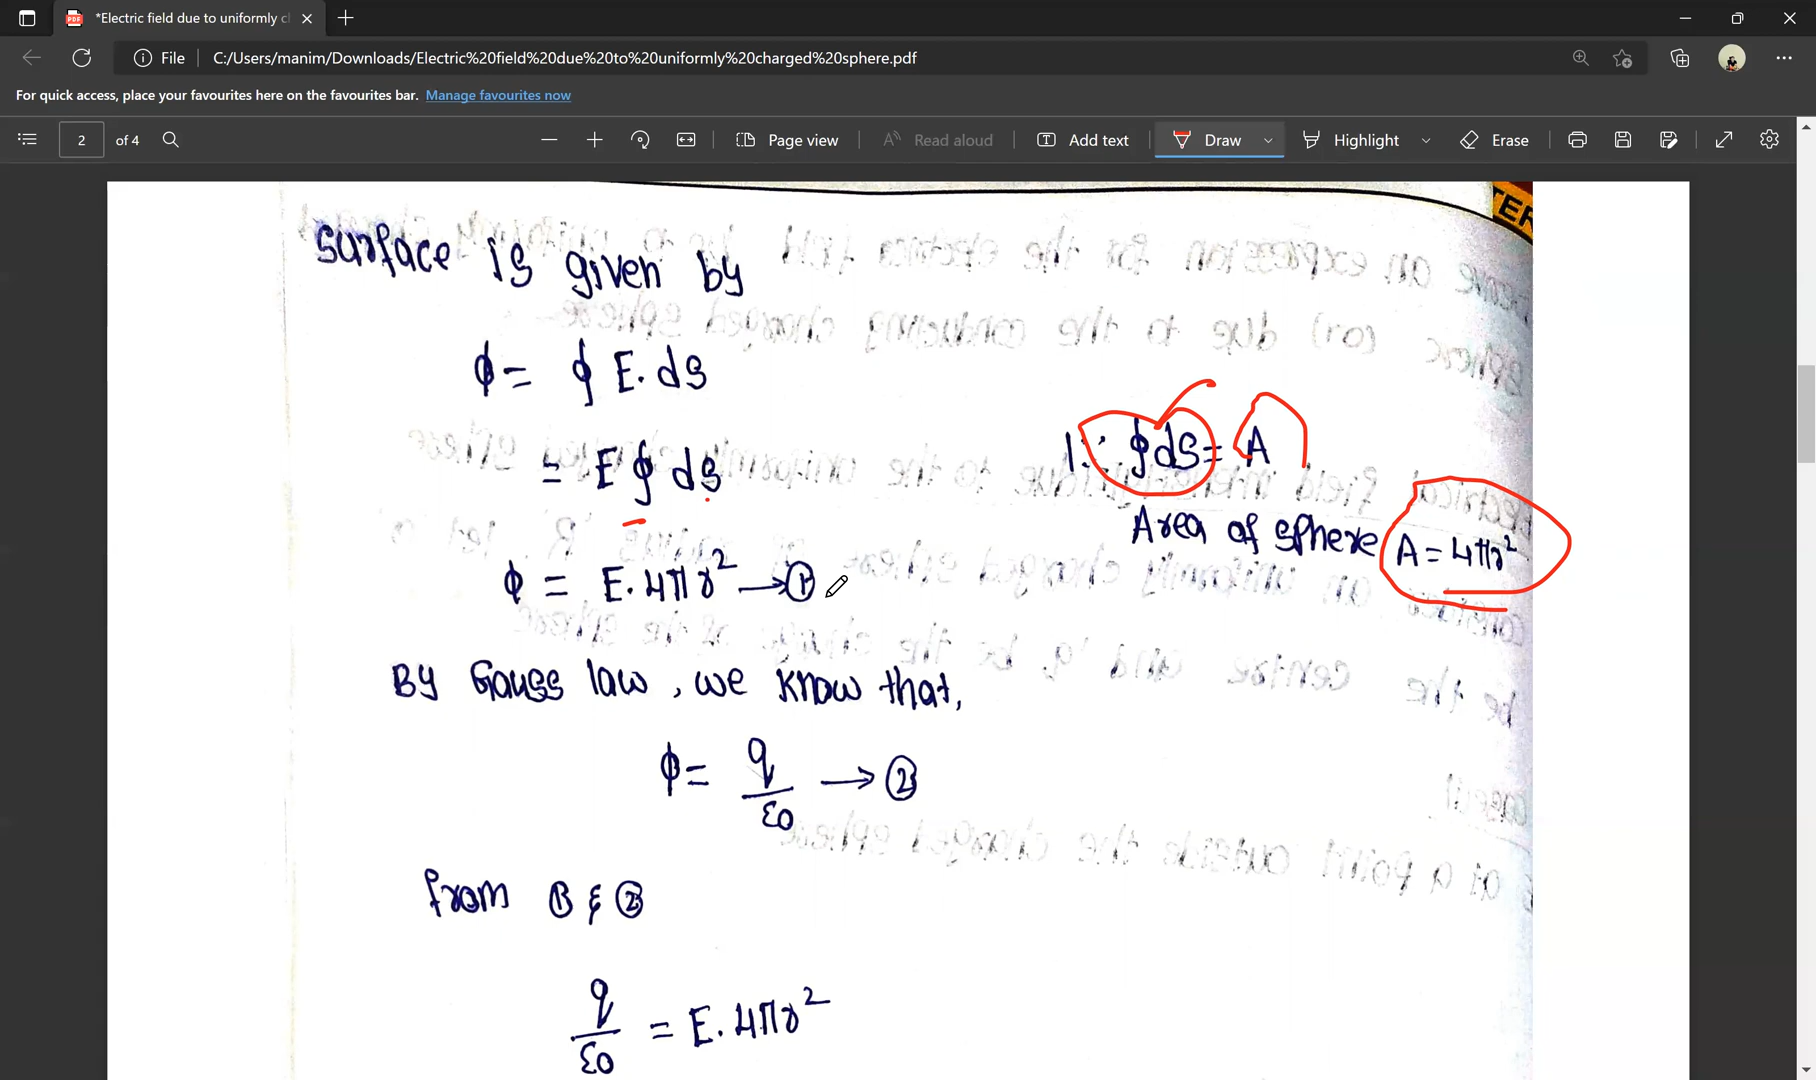 *Electric field due to uniformly c
File C:/Users/manim/Downloads/Electric%20field%20due%20to%20uniformly%20charged%20sphere.pdf
For quick access, place your favourites here on the favourites bar. Manage favourites now
2 of 4 Page view Read aloud Add text Draw Highlight Erase
ER
Surface is given by
ϕ = ∮ E. ds
= E ∮ ds
∵ ∮ds = A
Area of sphere A = 4πr²
ϕ = E. 4πr² → ①
By Gauss law, we know that,
ϕ = q/ε0 → ②
from ① & ②
q/ε0 = E. 4πr²